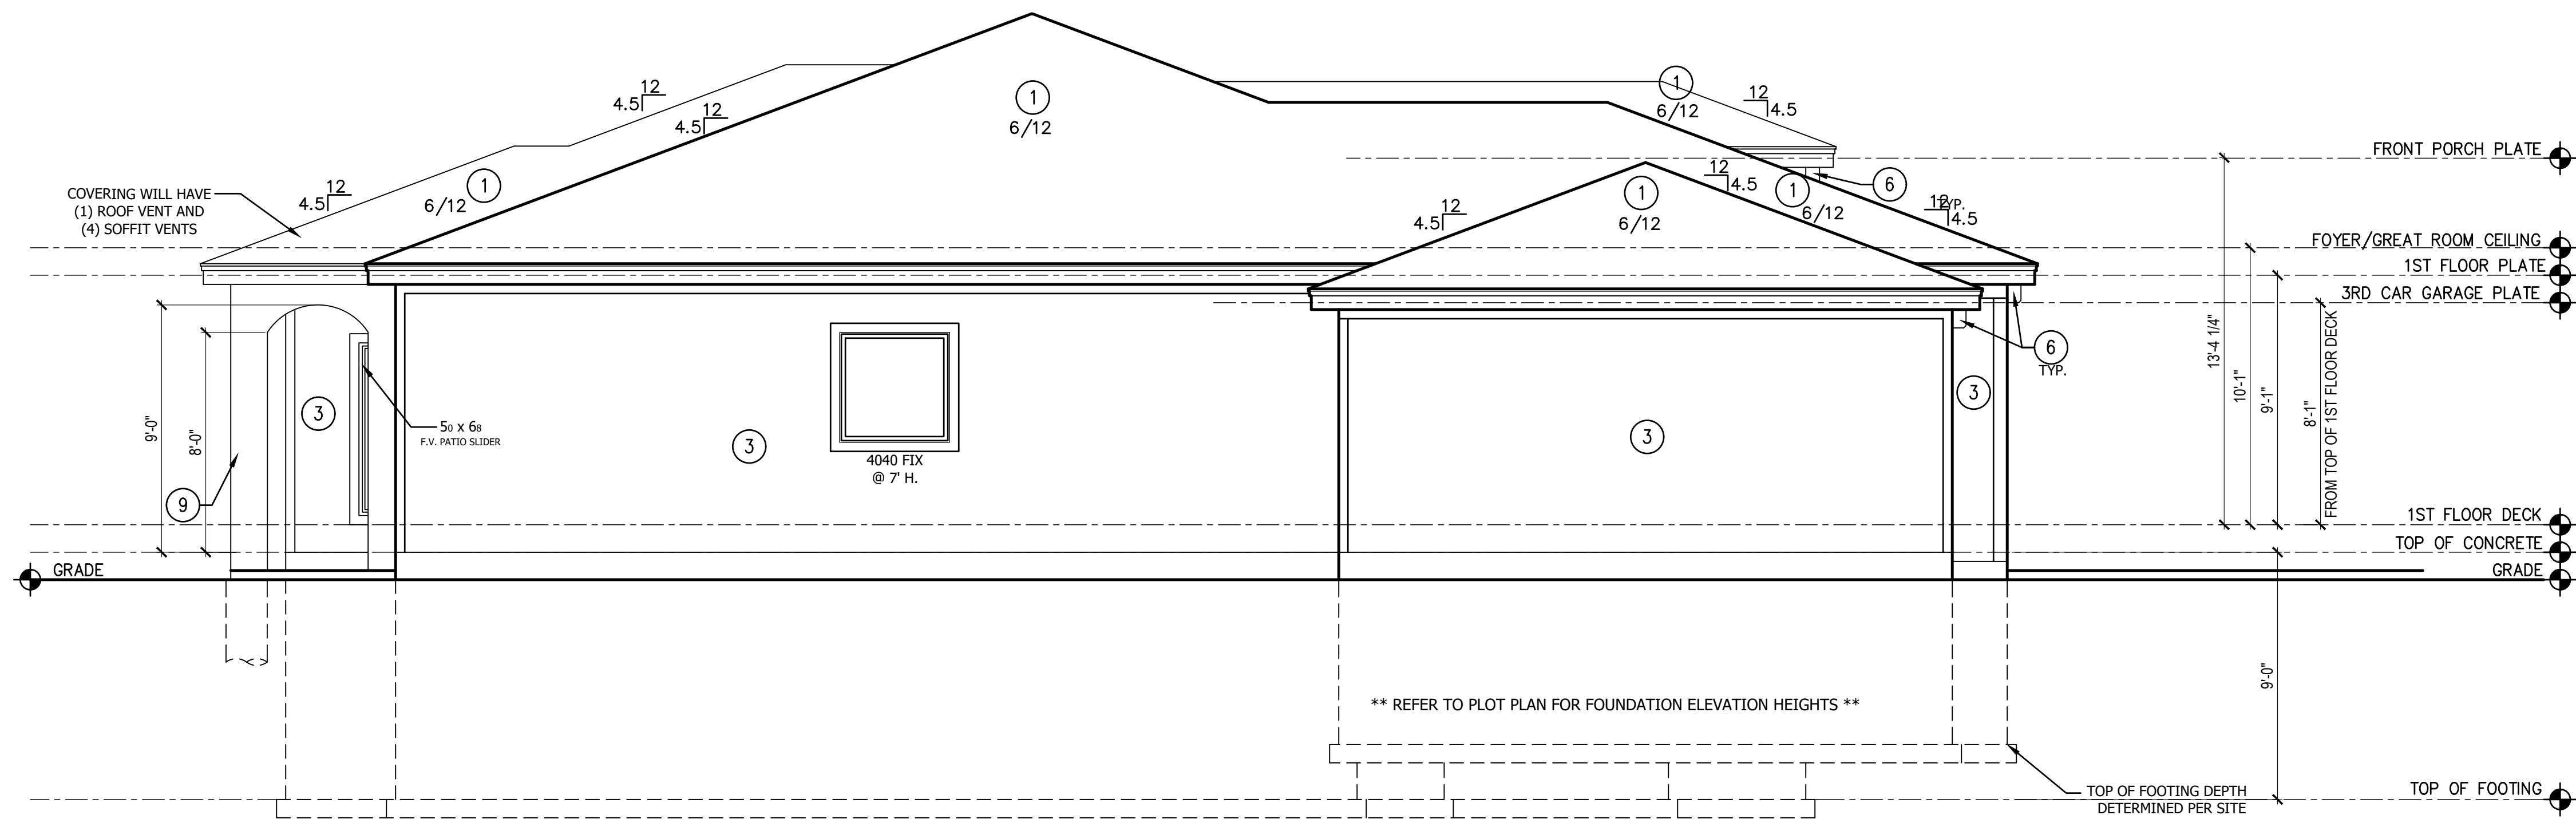 12
4.5
12
4.5
1
6/12
1
6/12
12
4.5
FRONT PORCH PLATE
COVERING WILL HAVE
(1) ROOF VENT AND
(4) SOFFIT VENTS
12
4.5
1
6/12
12
4.5
1
6/12
12
4.5
1
6/12
6
TYP.
12
4.5
FOYER/GREAT ROOM CEILING
1ST FLOOR PLATE
3RD CAR GARAGE PLATE
13'-4 1/4"
10'-1"
9'-1"
8'-1"
FROM TOP OF 1ST FLOOR DECK
6
TYP.
9'-0"
8'-0"
3
50 x 68
F.V. PATIO SLIDER
3
4040 FIX
@ 7' H.
3
3
9
1ST FLOOR DECK
TOP OF CONCRETE
GRADE
GRADE
9'-0"
** REFER TO PLOT PLAN FOR FOUNDATION ELEVATION HEIGHTS **
TOP OF FOOTING DEPTH
DETERMINED PER SITE
TOP OF FOOTING